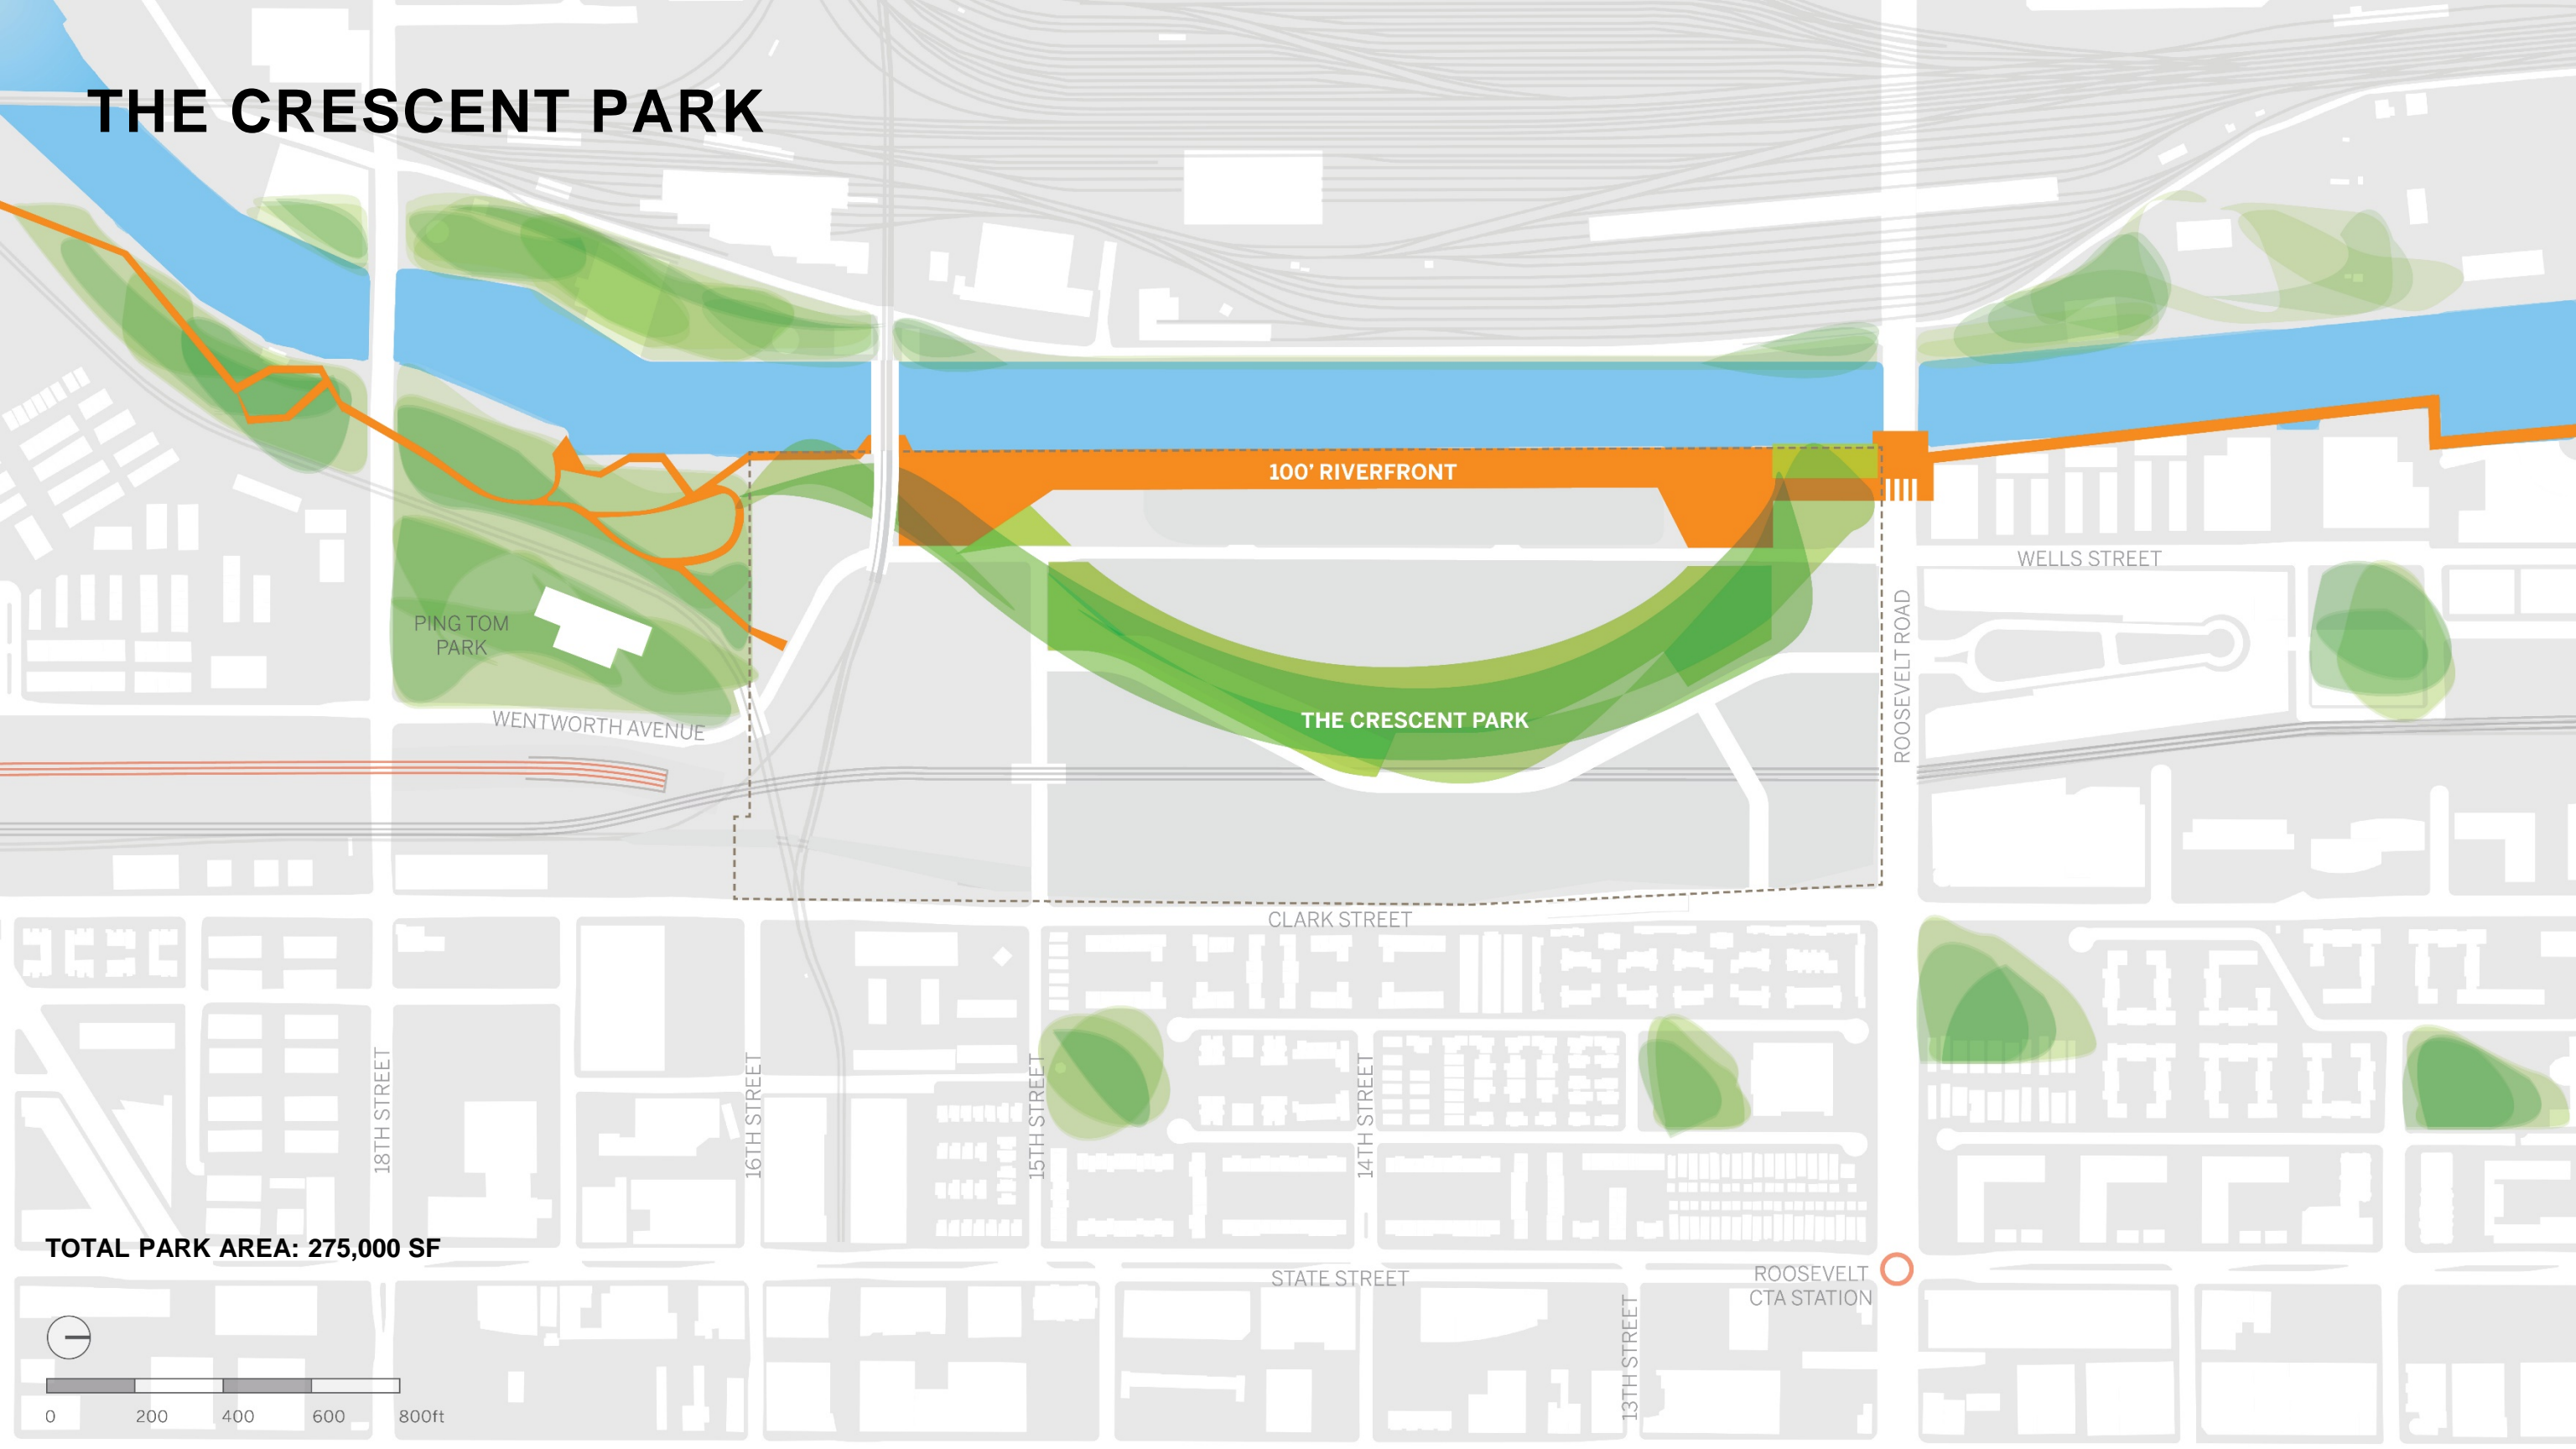 THE CRESCENT PARK
100' RIVERFRONT
WELLS STREET
ROOSEVELT ROAD
PING TOM
PARK
WENTWORTH AVENUE
THE CRESCENT PARK
CLARK STREET
18TH STREET
16TH STREET
15TH STREET
14TH STREET
TOTAL PARK AREA: 275,000 SF
STATE STREET
ROOSEVELT
CTA STATION
13TH STREET
0 200 400 600 800ft